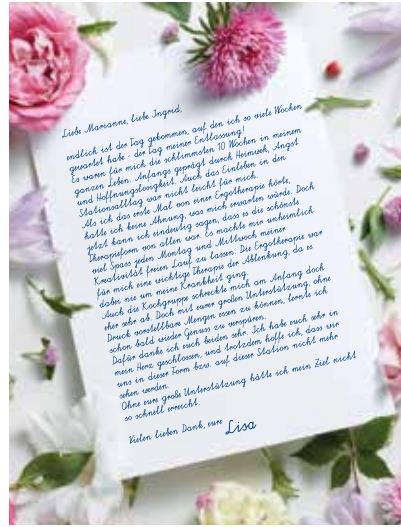 Liebe Marianne, liebe Ingrid,
endlich ist der Tag gekommen, auf den ich so viele Wochen
gewartet habe - der Tag meiner Entlassung!
Es waren für mich die schlimmsten 10 Wochen in meinem
ganzen Leben. Anfangs geprägt durch Heimweh, Angst
und Hoffnungslosigkeit. Auch das Einleben in den
Stationsalltag war nicht leicht für mich.
Als ich das erste Mal von einer Ergotherapie hörte,
hatte ich keine Ahnung, was mich erwarten würde. Doch
jetzt kann ich eindeutig sagen, dass es die schönste
Therapieform von allen war. Es machte mir unheimlich
viel Spass jeden Montag und Mittwoch meiner
Kreativität freien Lauf zu lassen. Die Ergotherapie war
für mich eine wichtige Therapie der Ablenkung, da es
dabei nie um meine Krankheit ging.
Auch die Kochgruppe schreckte mich am Anfang doch
eher sehr ab. Doch mit eurer großen Unterstützung, ohne
Druck vorstellbare Mengen essen zu können, lernte ich
schon bald wieder Genuss zu verspüren.
Dafür danke ich euch beiden sehr. Ich habe euch sehr in
mein Herz geschlossen, und trotzdem hoffe ich, dass wir
uns in dieser Form bzw. auf dieser Station nicht mehr
sehen werden.
Ohne eure große Unterstützung hätte ich mein Ziel nicht
so schnell erreicht.
Vielen lieben Dank, eure Lisa